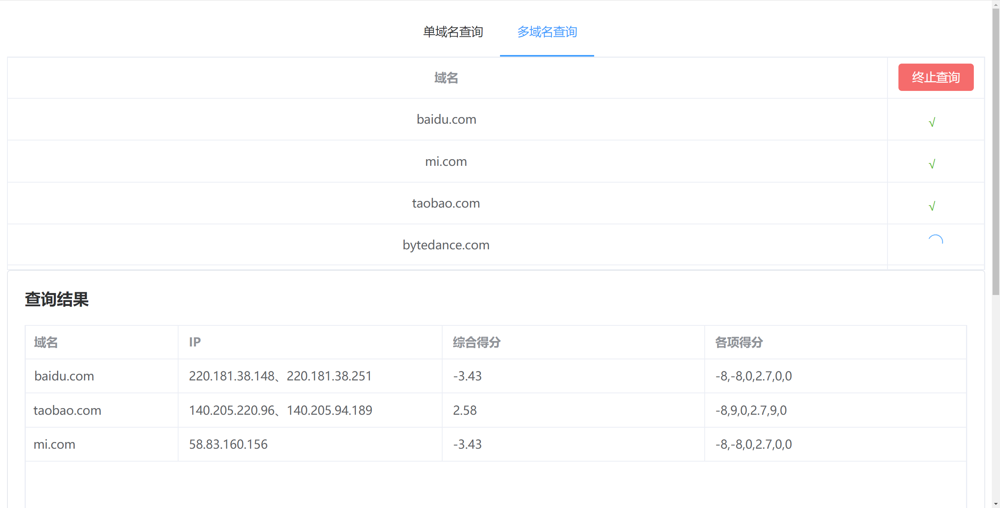 单域名查询 多域名查询
域名 终止查询
baidu.com √
mi.com √
taobao.com √
bytedance.com
查询结果
域名 IP 综合得分 各项得分
baidu.com 220.181.38.148、220.181.38.251 -3.43 -8,-8,0,2.7,0,0
taobao.com 140.205.220.96、140.205.94.189 2.58 -8,9,0,2.7,9,0
mi.com 58.83.160.156 -3.43 -8,-8,0,2.7,0,0